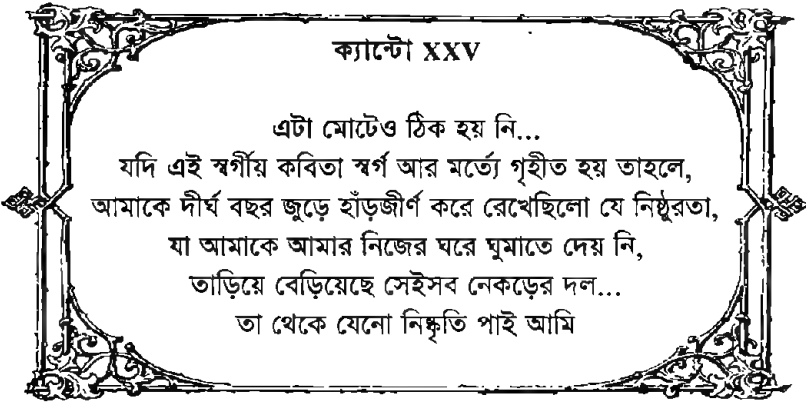 ক্যান্টো XXV
এটা মোটেও ঠিক হয় নি...
যদি এই স্বর্গীয় কবিতা স্বর্গ আর মর্ত্যে গৃহীত হয় তাহলে,
আমাকে দীর্ঘ বছর জুড়ে হাঁড়জীর্ণ করে রেখেছিলো যে নিষ্ঠুরতা,
যা আমাকে আমার নিজের ঘরে ঘুমাতে দেয় নি,
তাড়িয়ে বেড়িয়েছে সেইসব নেকড়ের দল...
তা থেকে যেনো নিষ্কৃতি পাই আমি